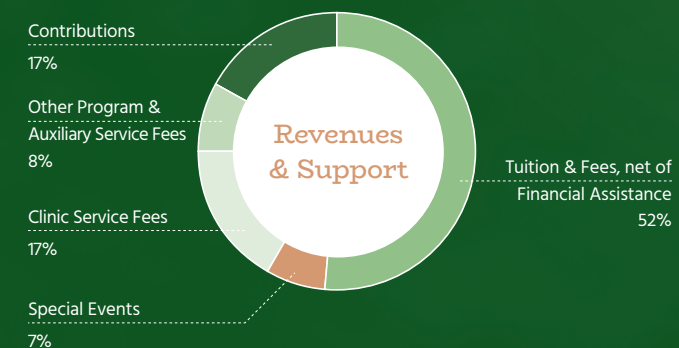 Contributions
17%
Other Program &
Auxiliary Service Fees
8%
Clinic Service Fees
17%
Special Events
7%
Revenues
& Support
Tuition & Fees, net of
Financial Assistance
52%